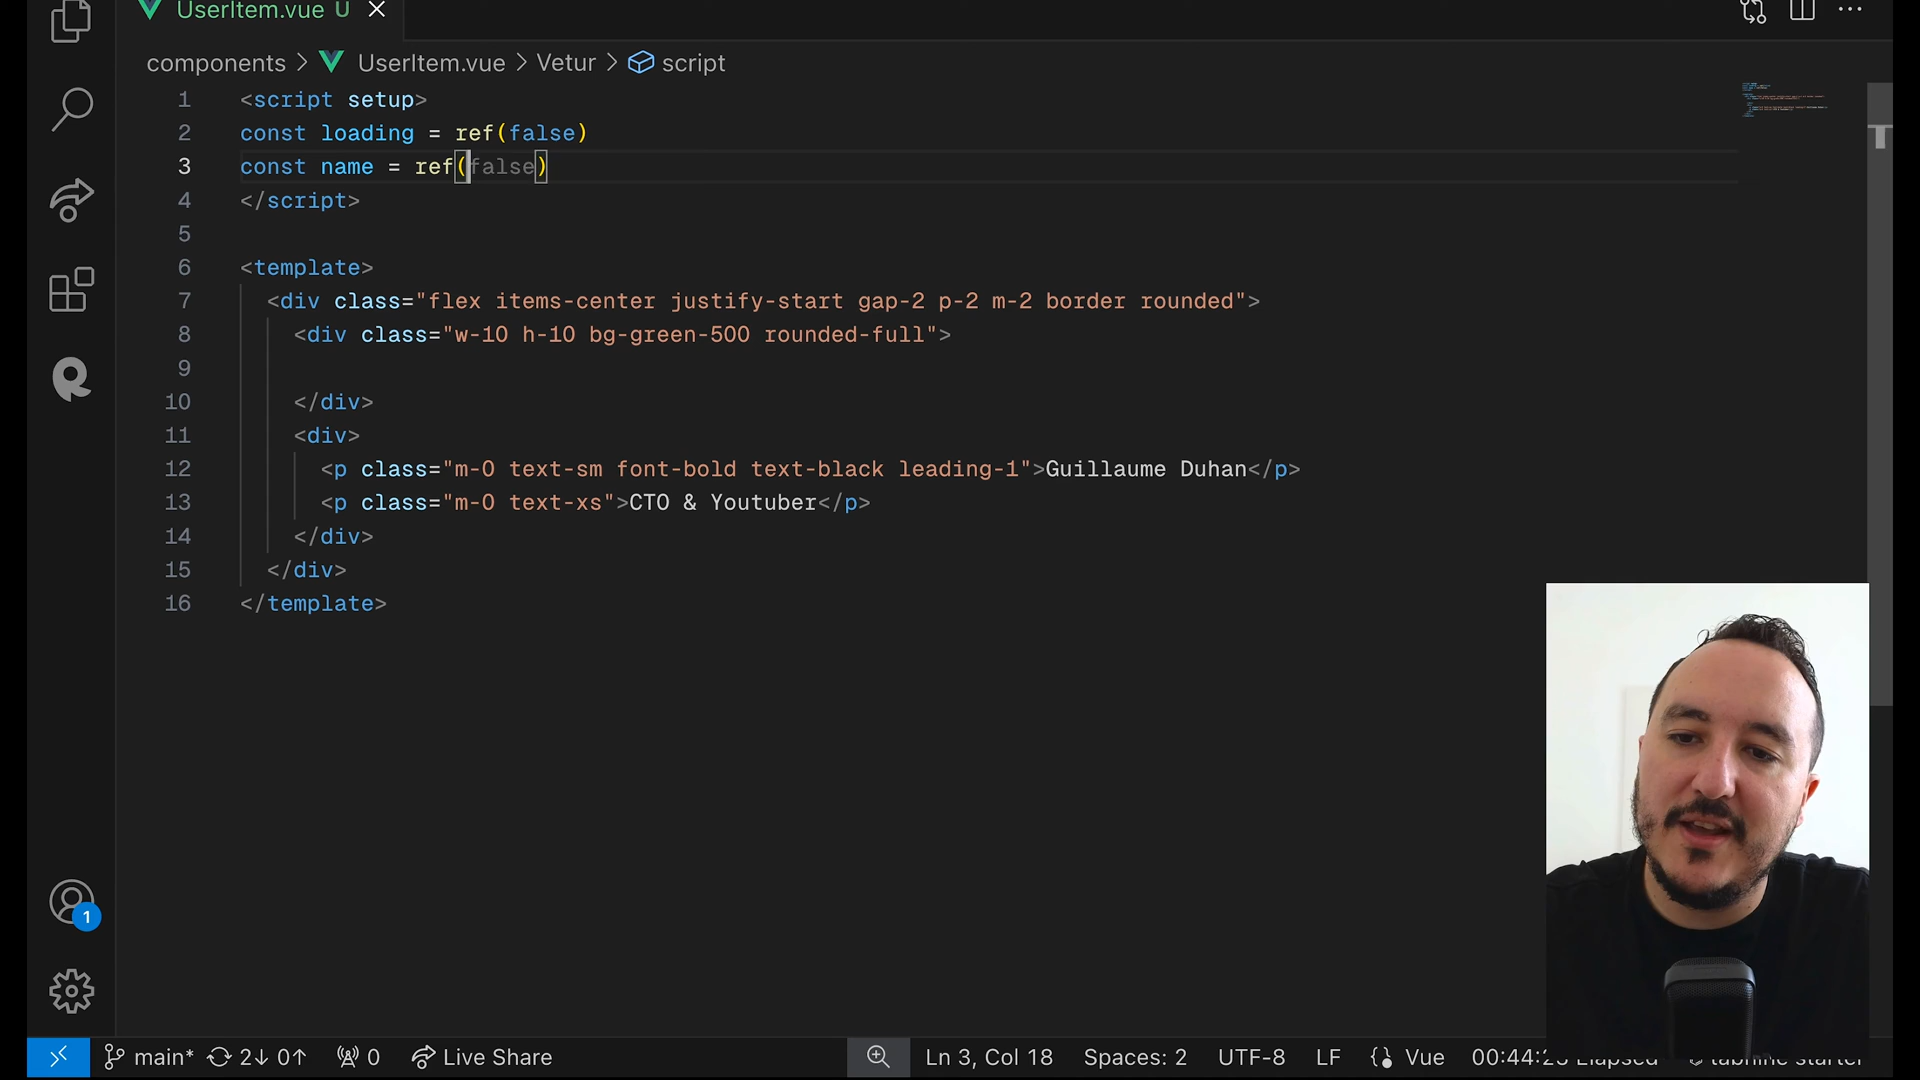 UserItem.vue U
components > UserItem.vue > Vetur > script
1 <script setup>
2 const loading = ref(false)
3 const name = ref(false)
4 </script>
5
6 <template>
7 <div class="flex items-center justify-start gap-2 p-2 m-2 border rounded">
8 <div class="w-10 h-10 bg-green-500 rounded-full">
9
10 </div>
11 <div>
12 <p class="m-0 text-sm font-bold text-black leading-1">Guillaume Duhan</p>
13 <p class="m-0 text-xs">CTO & Youtuber</p>
14 </div>
15 </div>
16 </template>
1
main* 2↓ 0↑ 0 Live Share Ln 3, Col 18 Spaces: 2 UTF-8 LF Vue Elapsed tabnine starter